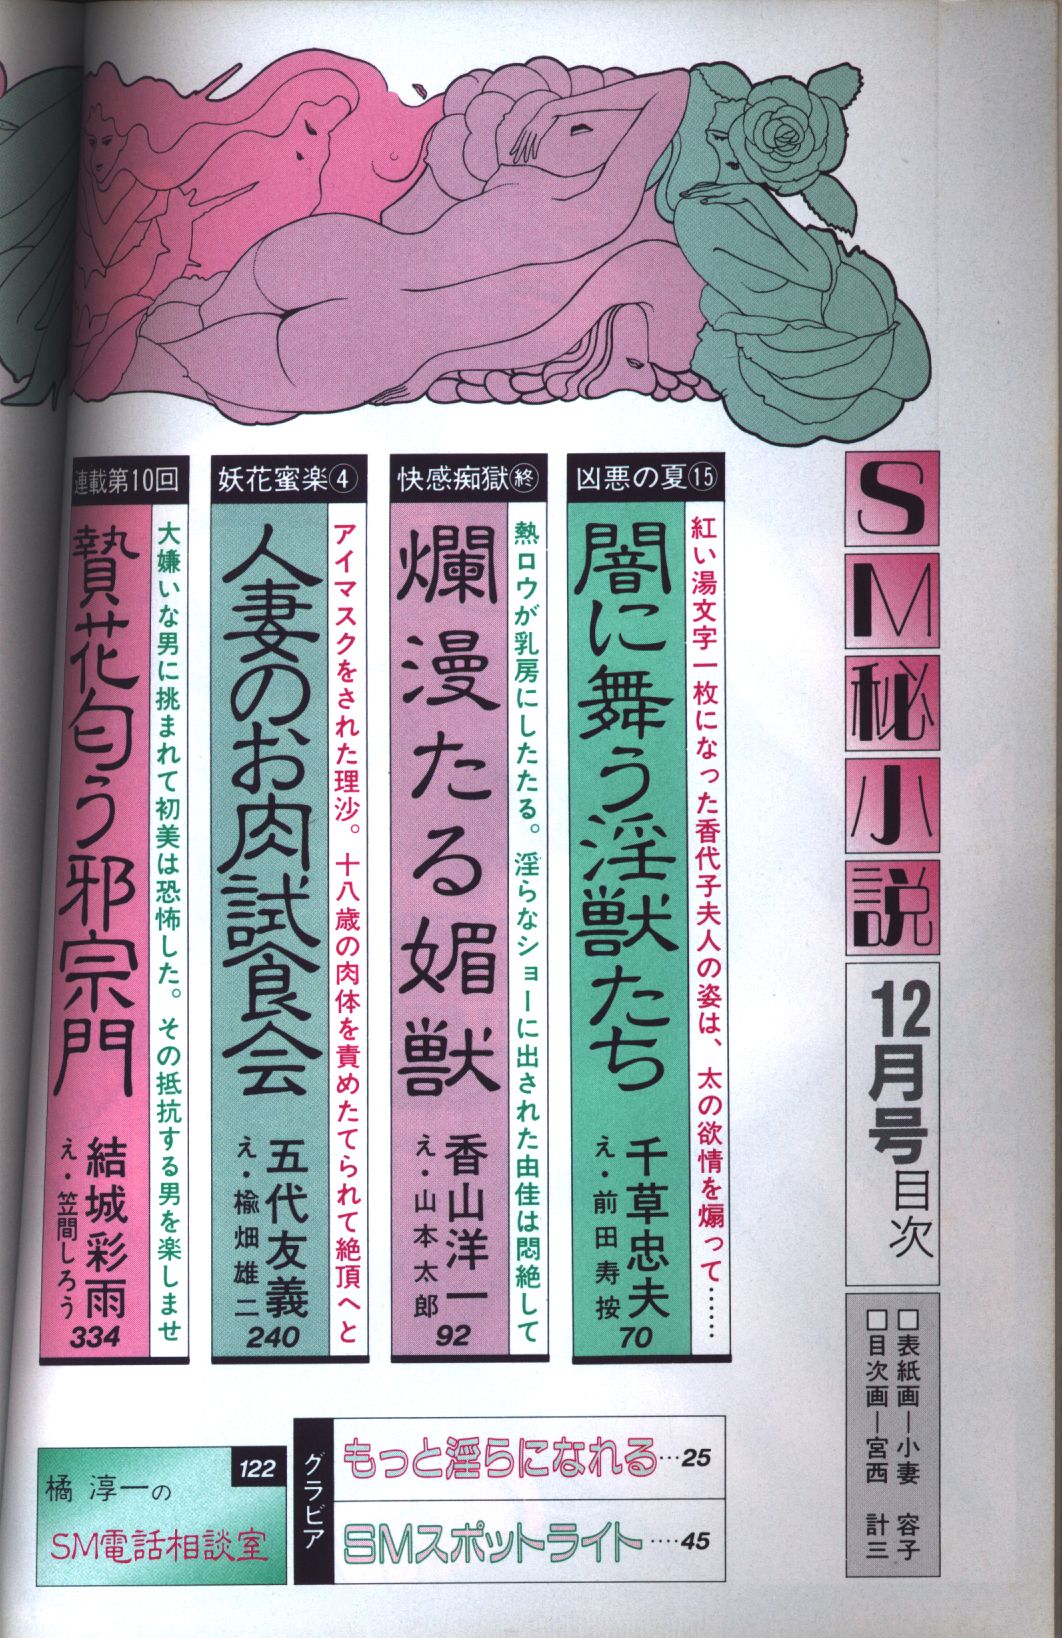 SM秘小説
12月号目次
□表紙画―小妻 容子
□目次画―宮西 計三
凶悪の夏⑮
紅い湯文字一枚になった香代子夫人の姿は、太の欲情を煽って……
闇に舞う淫獣たち
千草忠夫
え・前田寿按
70
快感痴獄㊡
熱ロウが乳房にしたたる。淫らなショーに出された由佳は悶絶して
爛漫たる媚獣
香山洋一
え・山本太郎
92
妖花蜜楽④
アイマスクをされた理沙。十八歳の肉体を責めたてられて絶頂へと
人妻のお肉試食会
五代友義
え・楡畑雄二
240
連載第10回
大嫌いな男に挑まれて初美は恐怖した。その抵抗する男を楽しませ
贄花匂う邪宗門
結城彩雨
え・笠間しろう
334
グラビア
もっと淫らになれる…25
SMスポットライト….45
122
橘 淳一の
SM電話相談室